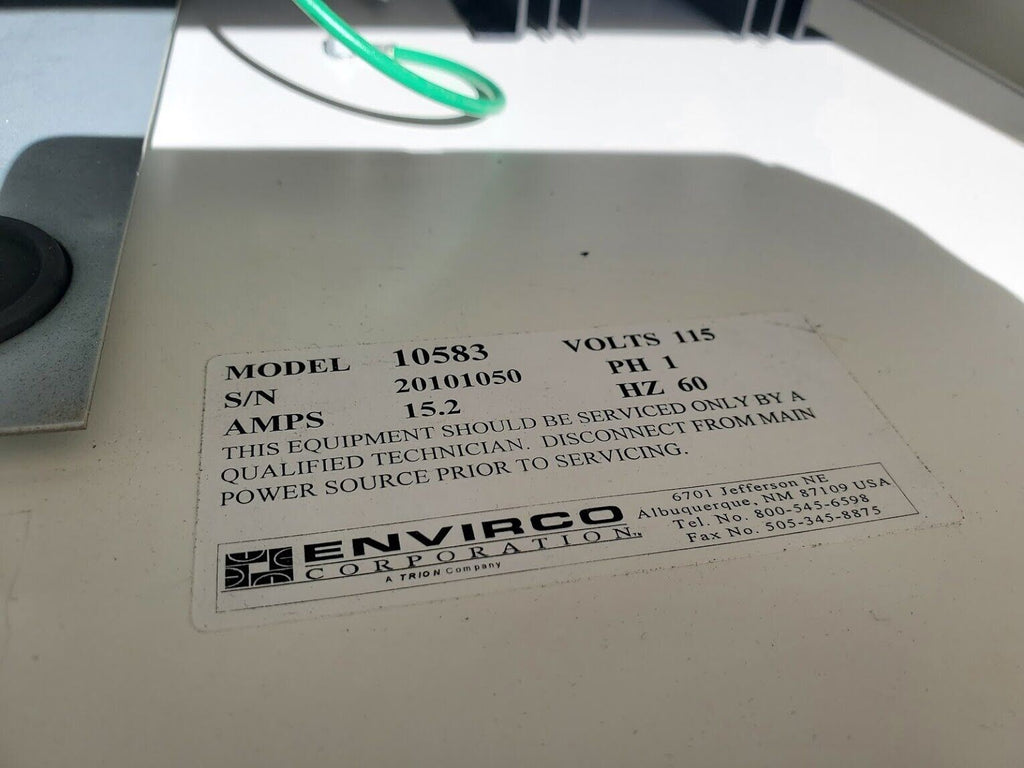 MODEL 10583 VOLTS 115
S/N 20101050 PH 1
AMPS 15.2 HZ 60
THIS EQUIPMENT SHOULD BE SERVICED ONLY BY A
QUALIFIED TECHNICIAN. DISCONNECT FROM MAIN
POWER SOURCE PRIOR TO SERVICING.
ENVIRCO
CORPORATION™
A TRION Company
6701 Jefferson NE
Albuquerque, NM 87109 USA
Tel. No. 800-545-6598
Fax No. 505-345-8875